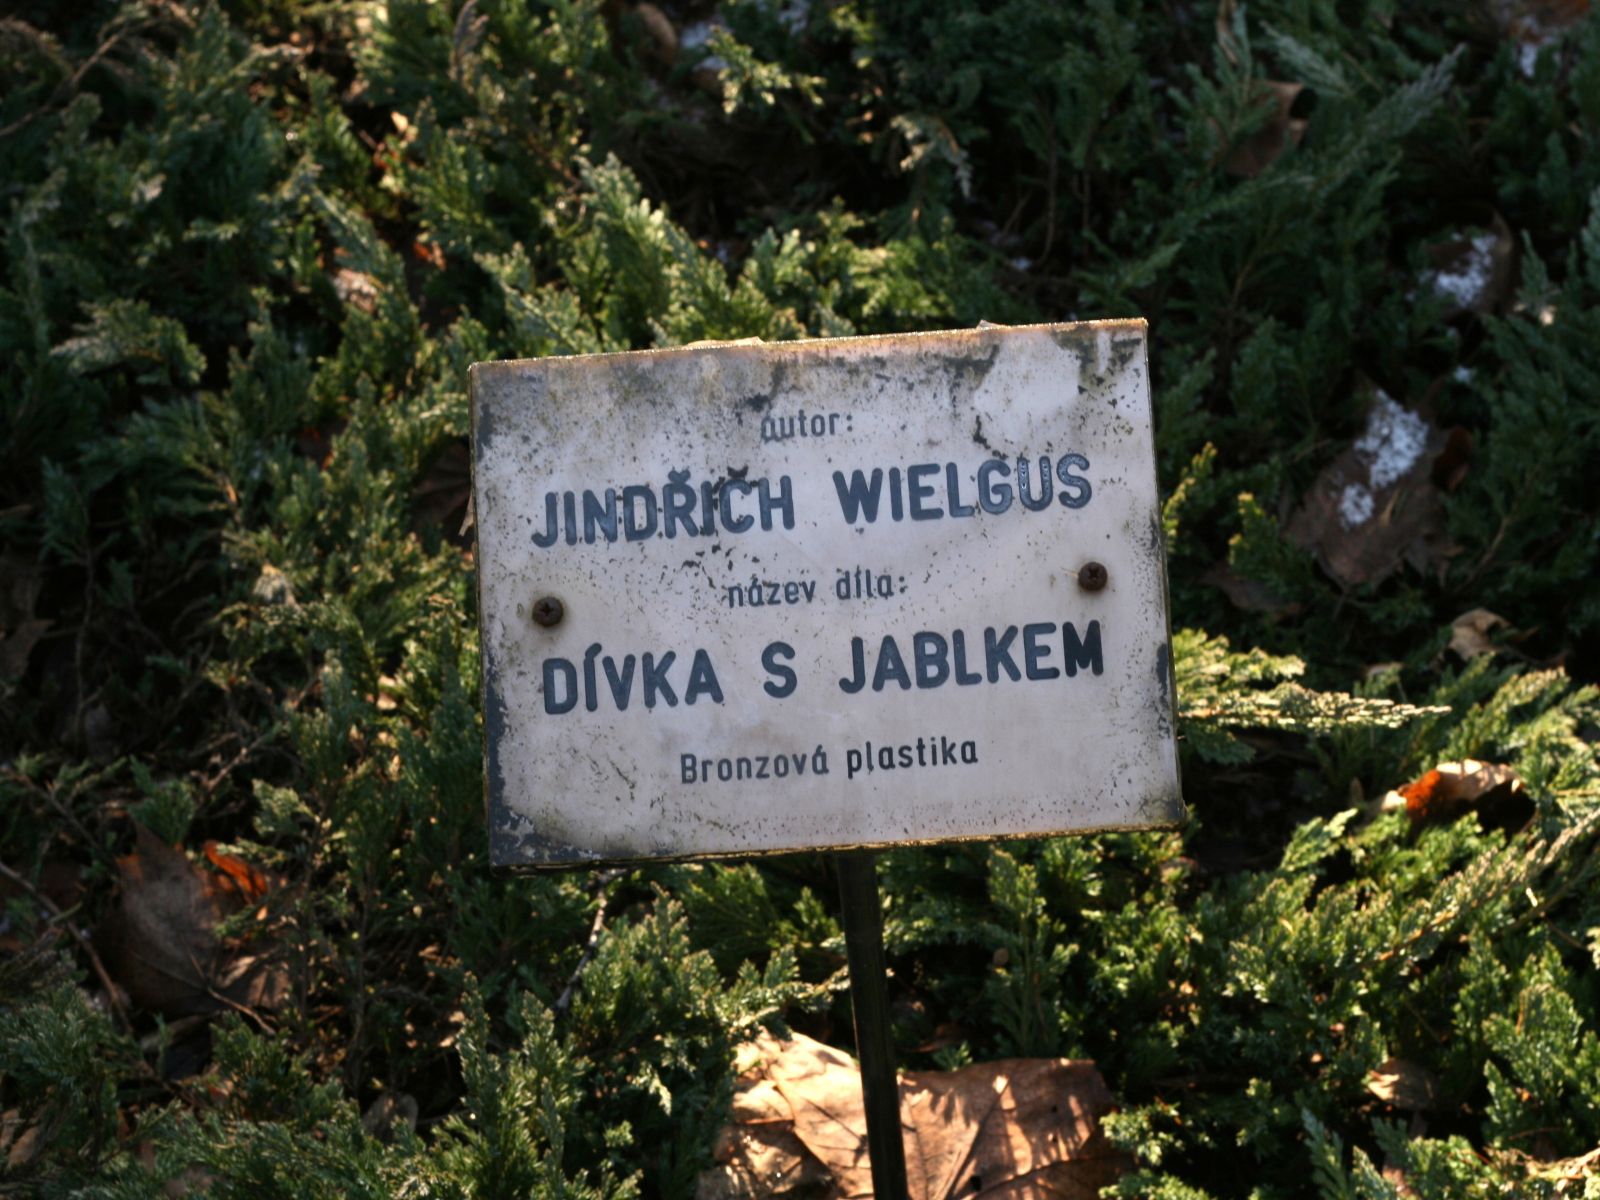 autor:
JINDŘICH WIELGUS
název díla:
DÍVKA S JABLKEM
Bronzová plastika